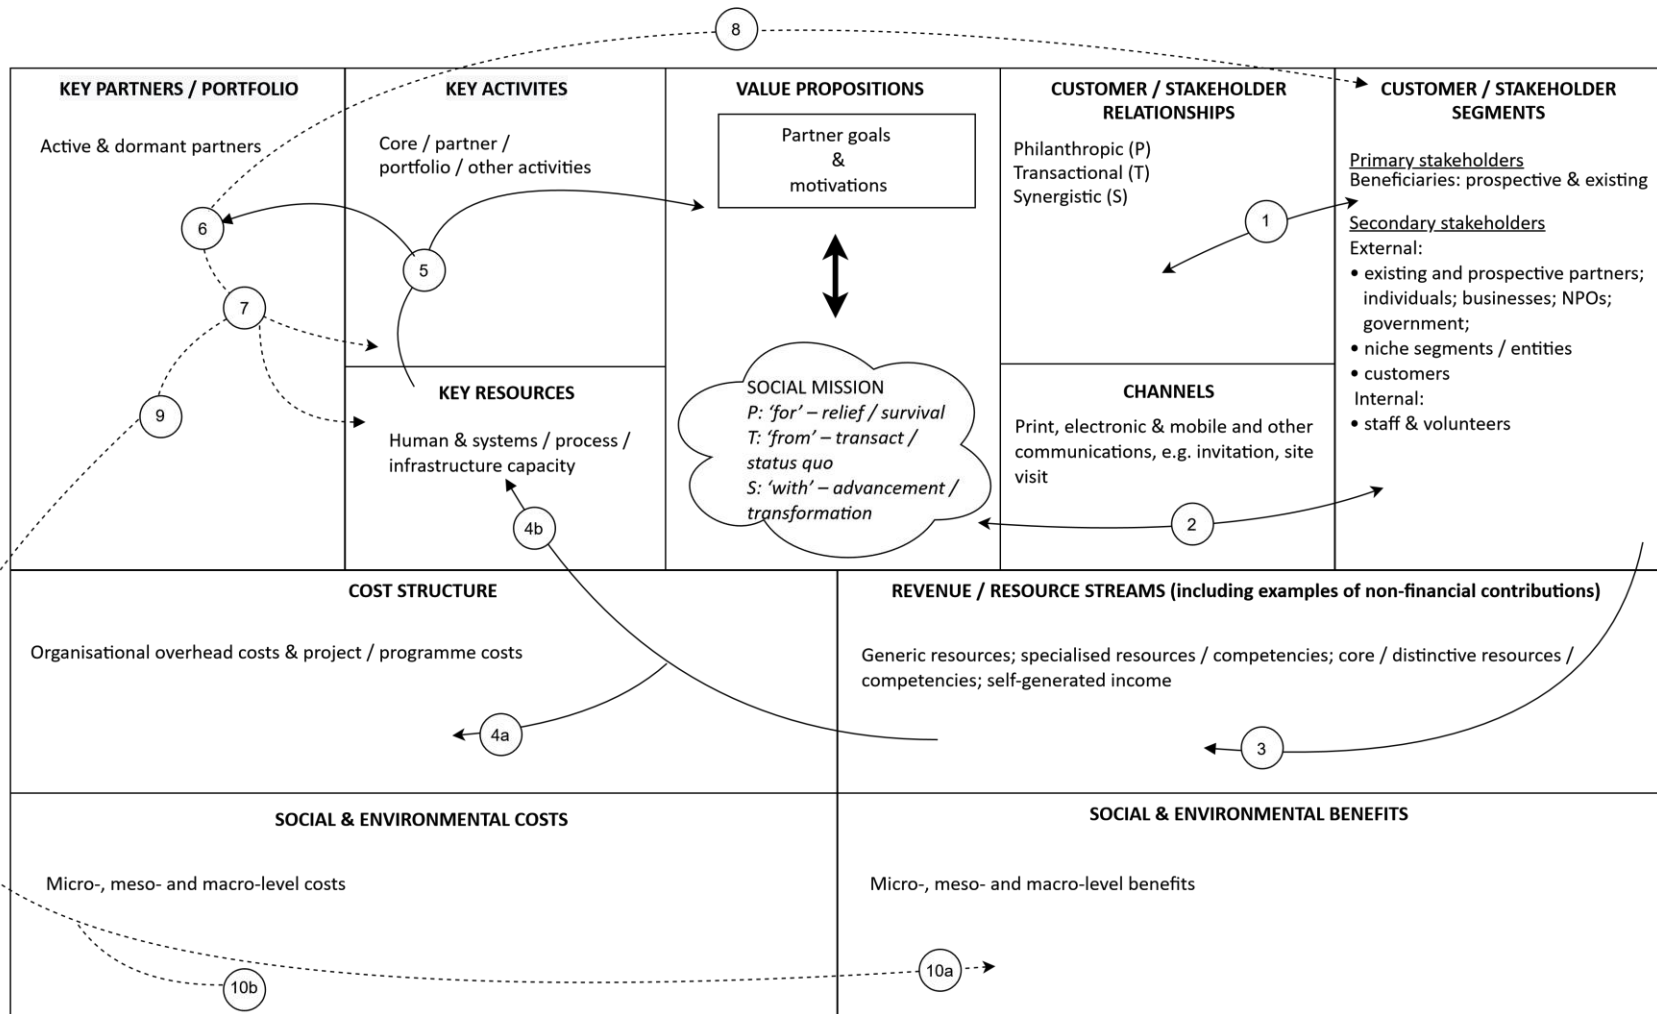 8
KEY PARTNERS / PORTFOLIO
Active & dormant partners
6
7
9
KEY ACTIVITES
Core / partner /
portfolio / other activities
5
KEY RESOURCES
Human & systems / process /
infrastructure capacity
4b
VALUE PROPOSITIONS
Partner goals
&
motivations
SOCIAL MISSION
P: ‘for’ – relief / survival
T: ‘from’ – transact /
status quo
S: ‘with’ – advancement /
transformation
CUSTOMER / STAKEHOLDER
RELATIONSHIPS
Philanthropic (P)
Transactional (T)
Synergistic (S)
1
CHANNELS
Print, electronic & mobile and other
communications, e.g. invitation, site
visit
2
CUSTOMER / STAKEHOLDER
SEGMENTS
Primary stakeholders
Beneficiaries: prospective & existing
Secondary stakeholders
External:
• existing and prospective partners;
individuals; businesses; NPOs;
government;
• niche segments / entities
• customers
Internal:
• staff & volunteers
COST STRUCTURE
Organisational overhead costs & project / programme costs
4a
REVENUE / RESOURCE STREAMS (including examples of non-financial contributions)
Generic resources; specialised resources / competencies; core / distinctive resources /
competencies; self-generated income
3
SOCIAL & ENVIRONMENTAL COSTS
Micro-, meso- and macro-level costs
10b
SOCIAL & ENVIRONMENTAL BENEFITS
Micro-, meso- and macro-level benefits
10a